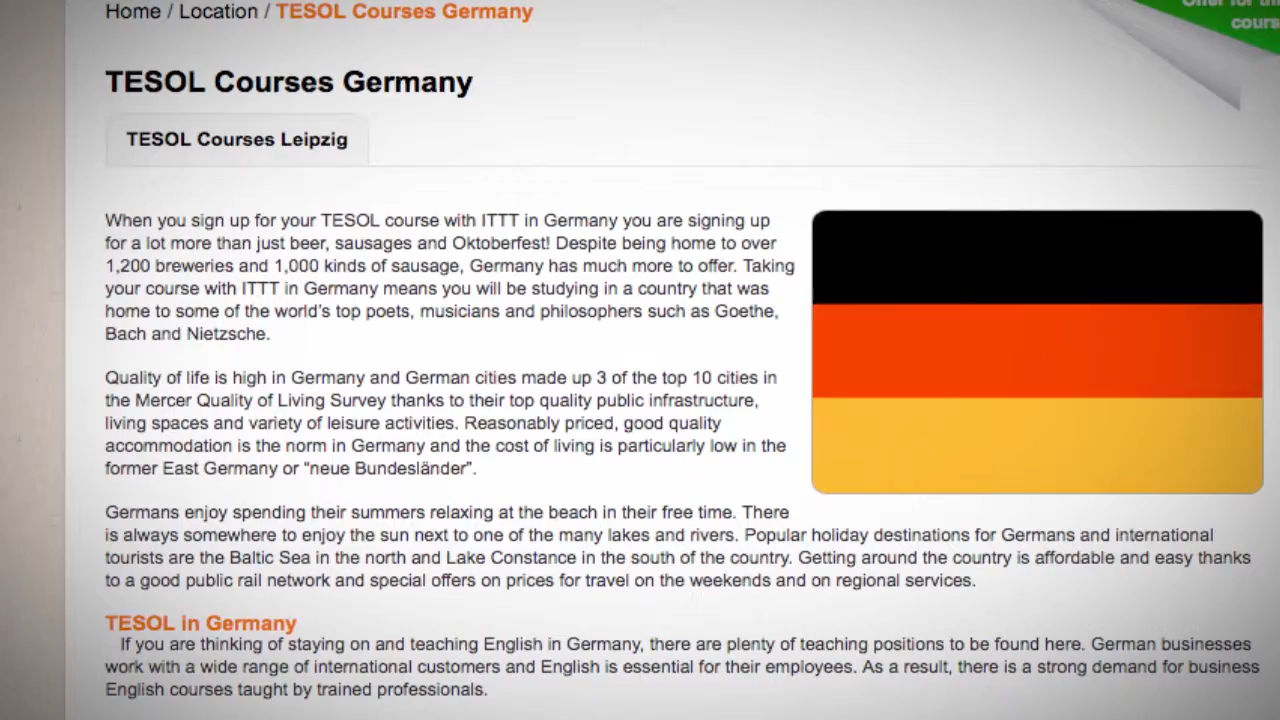 Home / Location / TESOL Courses Germany
cours
TESOL Courses Germany
TESOL Courses Leipzig
When you sign up for your TESOL course with ITTT in Germany you are signing up
for a lot more than just beer, sausages and Oktoberfest! Despite being home to over
1,200 breweries and 1,000 kinds of sausage, Germany has much more to offer. Taking
your course with ITTT in Germany means you will be studying in a country that was
home to some of the world’s top poets, musicians and philosophers such as Goethe,
Bach and Nietzsche.
Quality of life is high in Germany and German cities made up 3 of the top 10 cities in
the Mercer Quality of Living Survey thanks to their top quality public infrastructure,
living spaces and variety of leisure activities. Reasonably priced, good quality
accommodation is the norm in Germany and the cost of living is particularly low in the
former East Germany or “neue Bundesländer”.
Germans enjoy spending their summers relaxing at the beach in their free time. There
is always somewhere to enjoy the sun next to one of the many lakes and rivers. Popular holiday destinations for Germans and international
tourists are the Baltic Sea in the north and Lake Constance in the south of the country. Getting around the country is affordable and easy thanks
to a good public rail network and special offers on prices for travel on the weekends and on regional services.
TESOL in Germany
If you are thinking of staying on and teaching English in Germany, there are plenty of teaching positions to be found here. German businesses
work with a wide range of international customers and English is essential for their employees. As a result, there is a strong demand for business
English courses taught by trained professionals.